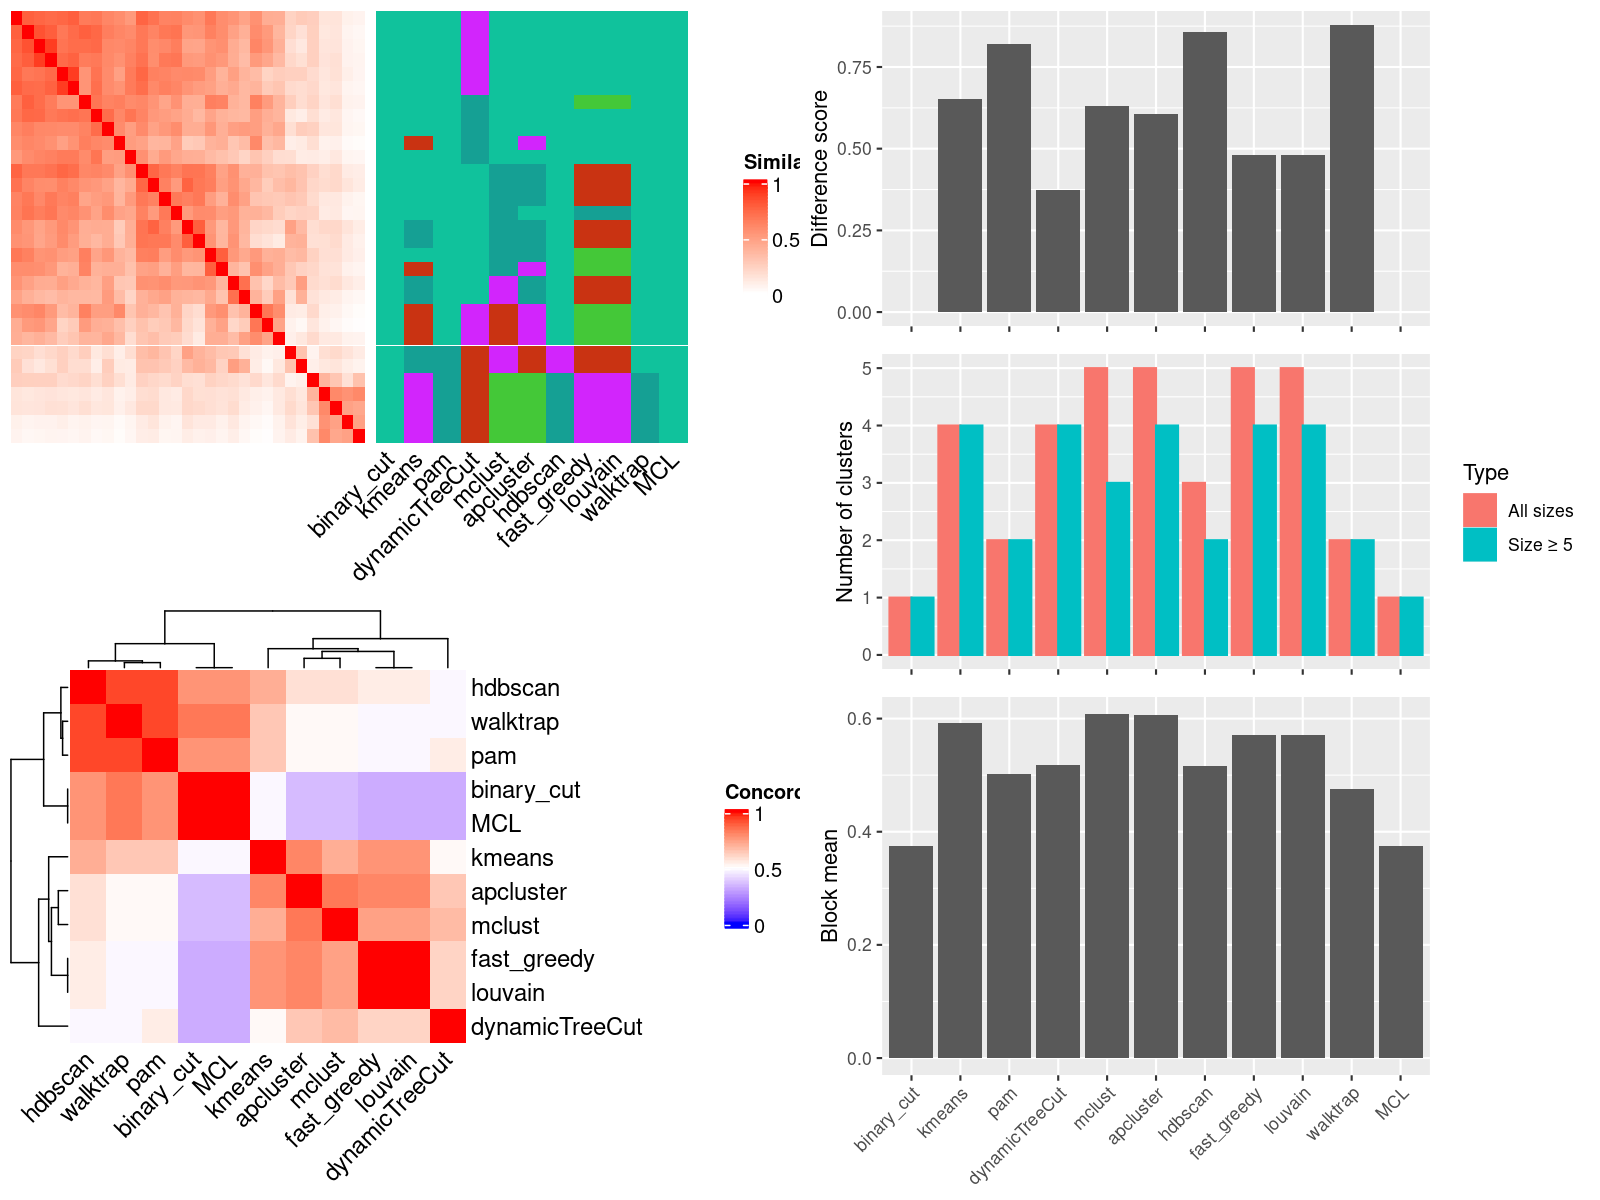 Simila
1
0.5
0
binary_cut
kmeans
pam
dynamicTreeCut
mclust
apcluster
hdbscan
fast_greedy
louvain
walktrap
MCL
hdbscan
walktrap
pam
binary_cut
MCL
kmeans
apcluster
mclust
fast_greedy
louvain
dynamicTreeCut
hdbscan
walktrap
pam
binary_cut
MCL
kmeans
apcluster
mclust
fast_greedy
louvain
dynamicTreeCut
Concord
1
0.5
0
Difference score
0.75
0.50
0.25
0.00
Number of clusters
5
4
3
2
1
0
Type
All sizes
Size ≥ 5
Block mean
0.6
0.4
0.2
0.0
binary_cut
kmeans
pam
dynamicTreeCut
mclust
apcluster
hdbscan
fast_greedy
louvain
walktrap
MCL